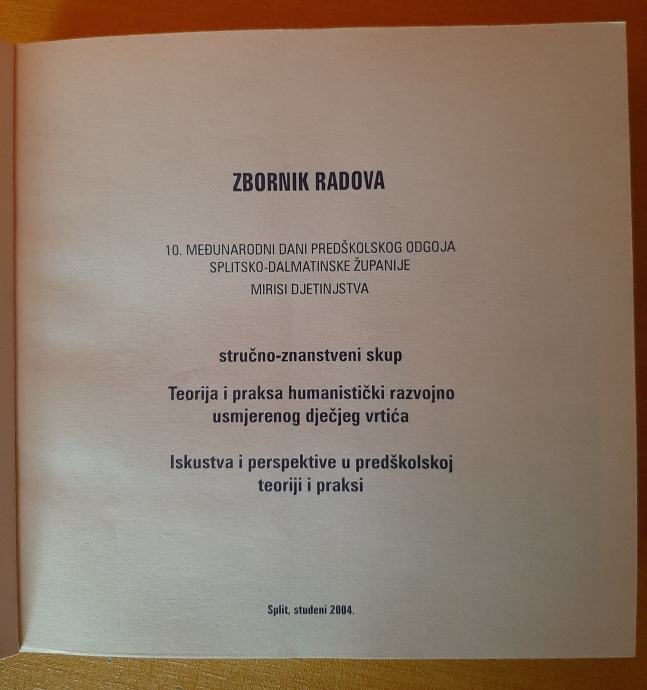 ZBORNIK RADOVA
10. MEĐUNARODNI DANI PREDŠKOLSKOG ODGOJA
SPLITSKO-DALMATINSKE ŽUPANIJE
MIRISI DJETINJSTVA
stručno-znanstveni skup
Teorija i praksa humanistički razvojno
usmjerenog dječjeg vrtića
Iskustva i perspektive u predškolskoj
teoriji i praksi
Split, studeni 2004.